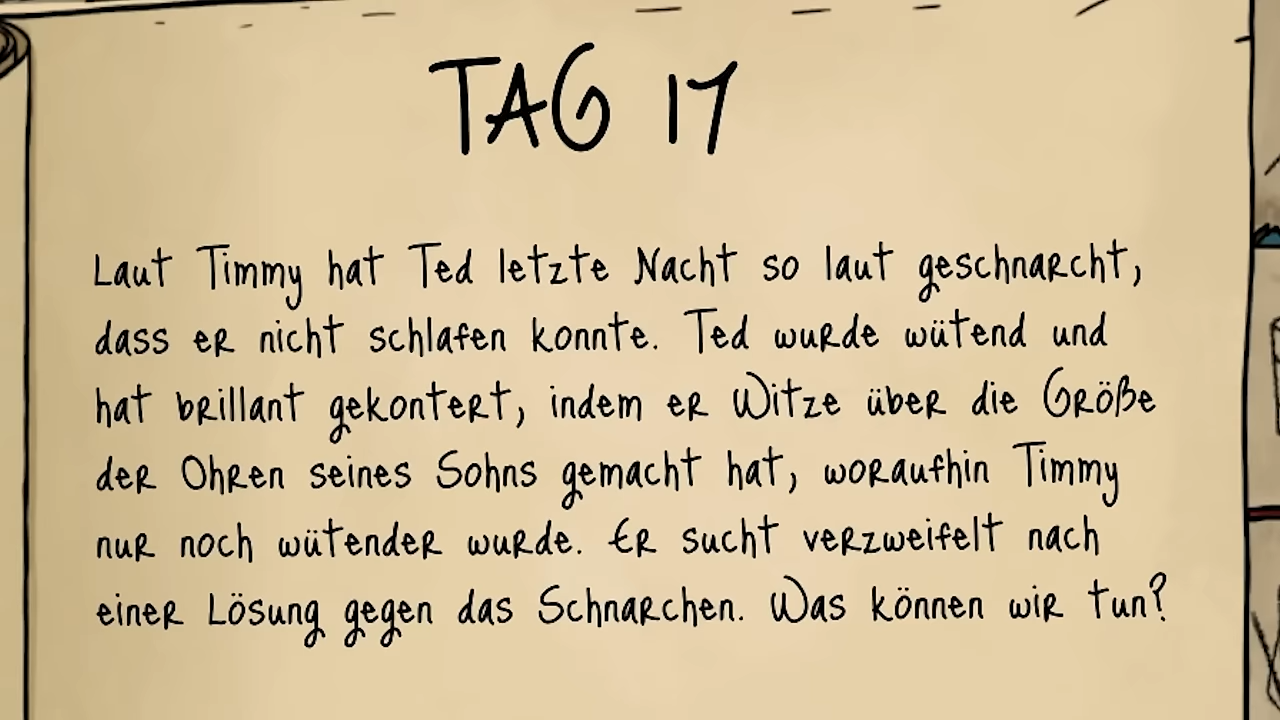 TAG 17
Laut Timmy hat Ted letzte Nacht so laut geschnarcht,
dass er nicht schlafen konnte. Ted wurde wütend und
hat brillant gekontert, indem er Witze über die Größe
der Ohren seines Sohns gemacht hat, woraufhin Timmy
nur noch wütender wurde. Er sucht verzweifelt nach
einer Lösung gegen das Schnarchen. Was können wir tun?